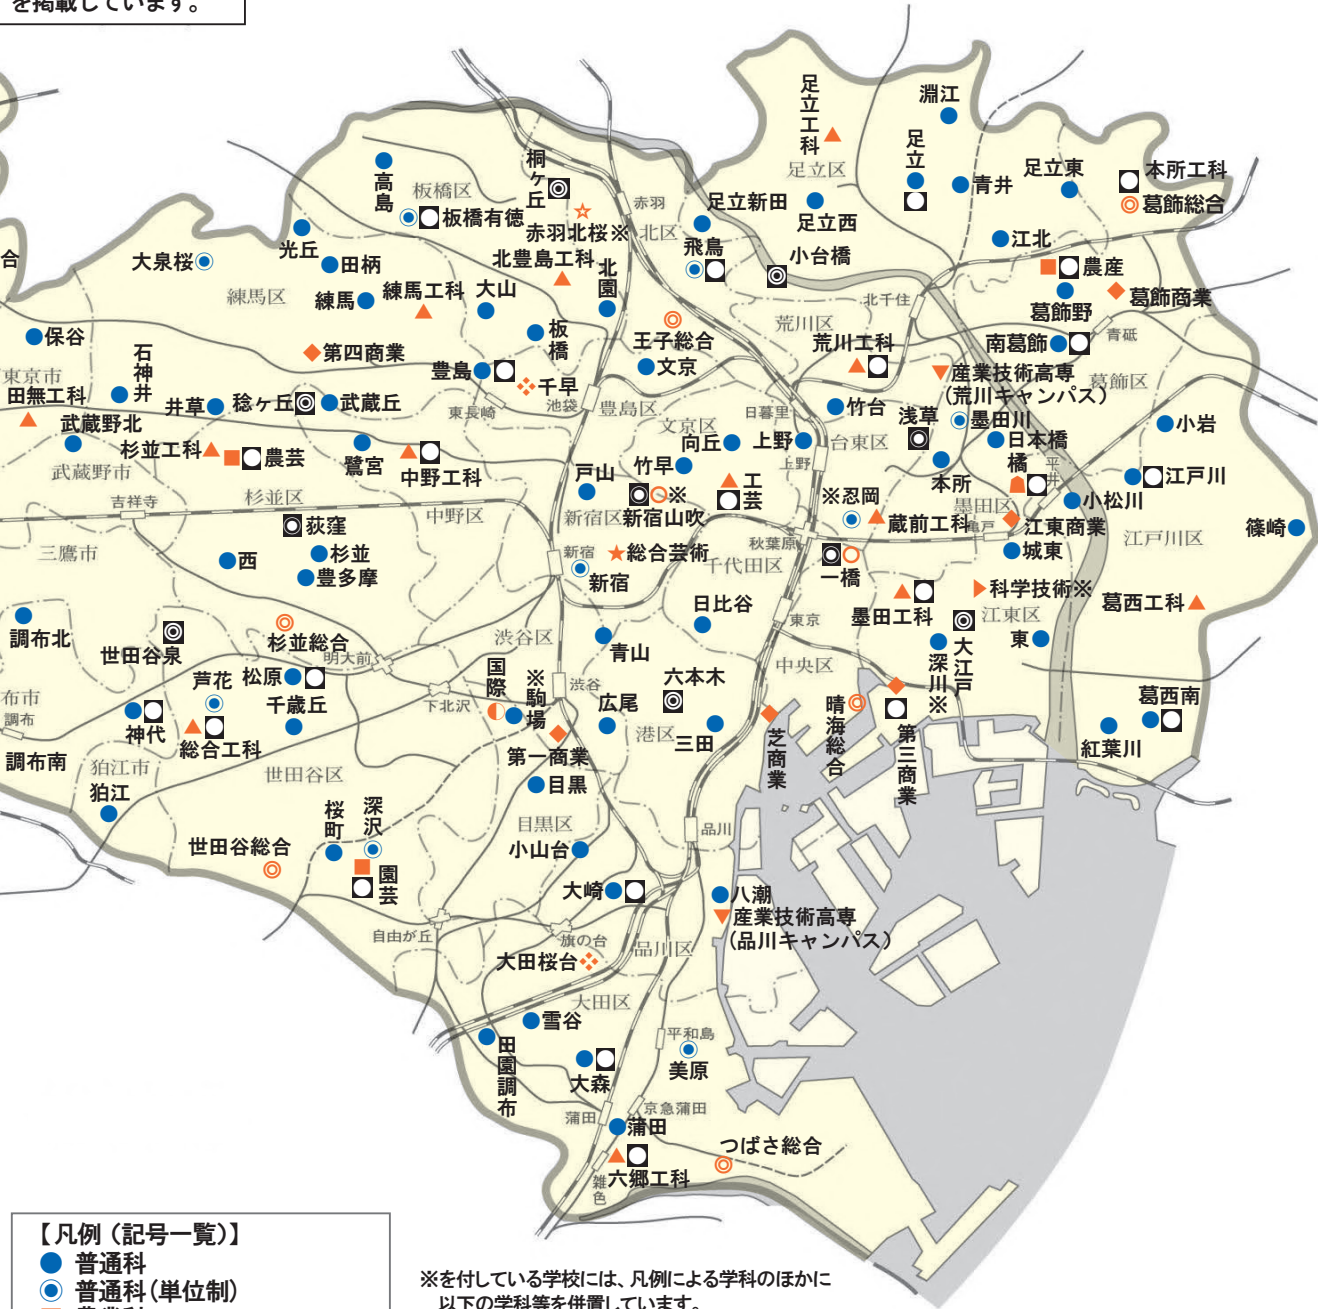 を掲載しています。
足立工科
淵江
足立
足立区
青井
足立東
本所工科
葛飾総合
高島
板橋区
板橋有徳
桐ヶ丘
赤羽北桜※
赤羽
北区
足立新田
足立西
飛鳥
小台橋
江北
農産
葛飾野
葛飾商業
合
大泉桜
光丘
田柄
練馬区
練馬
練馬工科
大山
北豊島工科
北園
板橋
王子総合
文京
荒川区
北千住
荒川工科
南葛飾
青砥
葛飾区
保谷
石神井
第四商業
豊島
千早
東長崎
池袋
豊島区
文京区
日暮里
産業技術高専
(荒川キャンパス)
東京市
田無工科
武蔵野北
武蔵野市
井草
稔ヶ丘
武蔵丘
杉並工科
農芸
鷺宮
中野工科
向丘
上野
竹台
台東区
上野
浅草
墨田川
日本橋
橘
平井
小岩
江戸川
小松川
吉祥寺
杉並区
中野区
戸山
竹早
新宿区
※
新宿山吹
工芸
※忍岡
蔵前工科
本所
墨田区
亀戸
江東商業
城東
江戸川区
篠崎
三鷹市
荻窪
西
杉並
豊多摩
新宿
総合芸術
新宿
千代田区
秋葉原
一橋
墨田工科
科学技術※
江東区
葛西工科
調布北
世田谷泉
杉並総合
明大前
渋谷区
青山
日比谷
東京
中央区
大江戸
深川※
東
布市
調布
調布南
神代
芦花
総合工科
松原
千歳丘
下北沢
国際
※駒場
渋谷
広尾
六本木
港区
三田
芝商業
晴海総合
第三商業
葛西南
紅葉川
狛江市
狛江
世田谷区
第一商業
目黒
目黒区
世田谷総合
桜町
深沢
園芸
小山台
大崎
品川
八潮
産業技術高専
(品川キャンパス)
自由が丘
旗の台
大田桜台
品川区
大田区
田園調布
雪谷
大森
平和島
美原
蒲田
京急蒲田
蒲田
雑色
六郷工科
つばさ総合
【凡例（記号一覧）】
普通科
普通科(単位制)
※を付している学校には、凡例による学科のほかに
以下の学科等を併置しています。